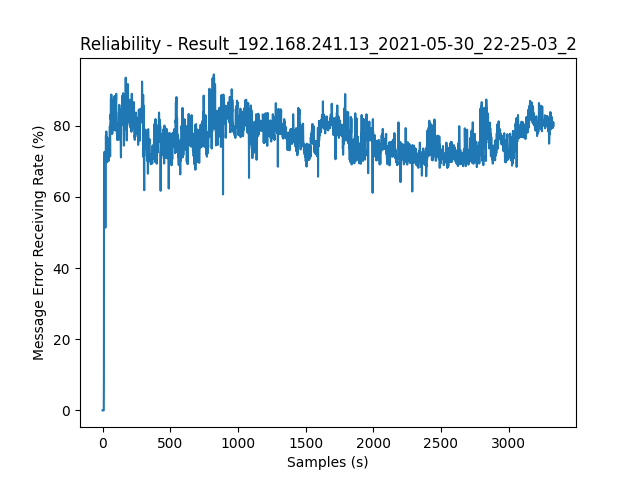 Reliability - Result_192.168.241.13_2021-05-30_22-25-03_2
Message Error Receiving Rate (%)
80
60
40
20
0
0 500 1000 1500 2000 2500 3000
Samples (s)